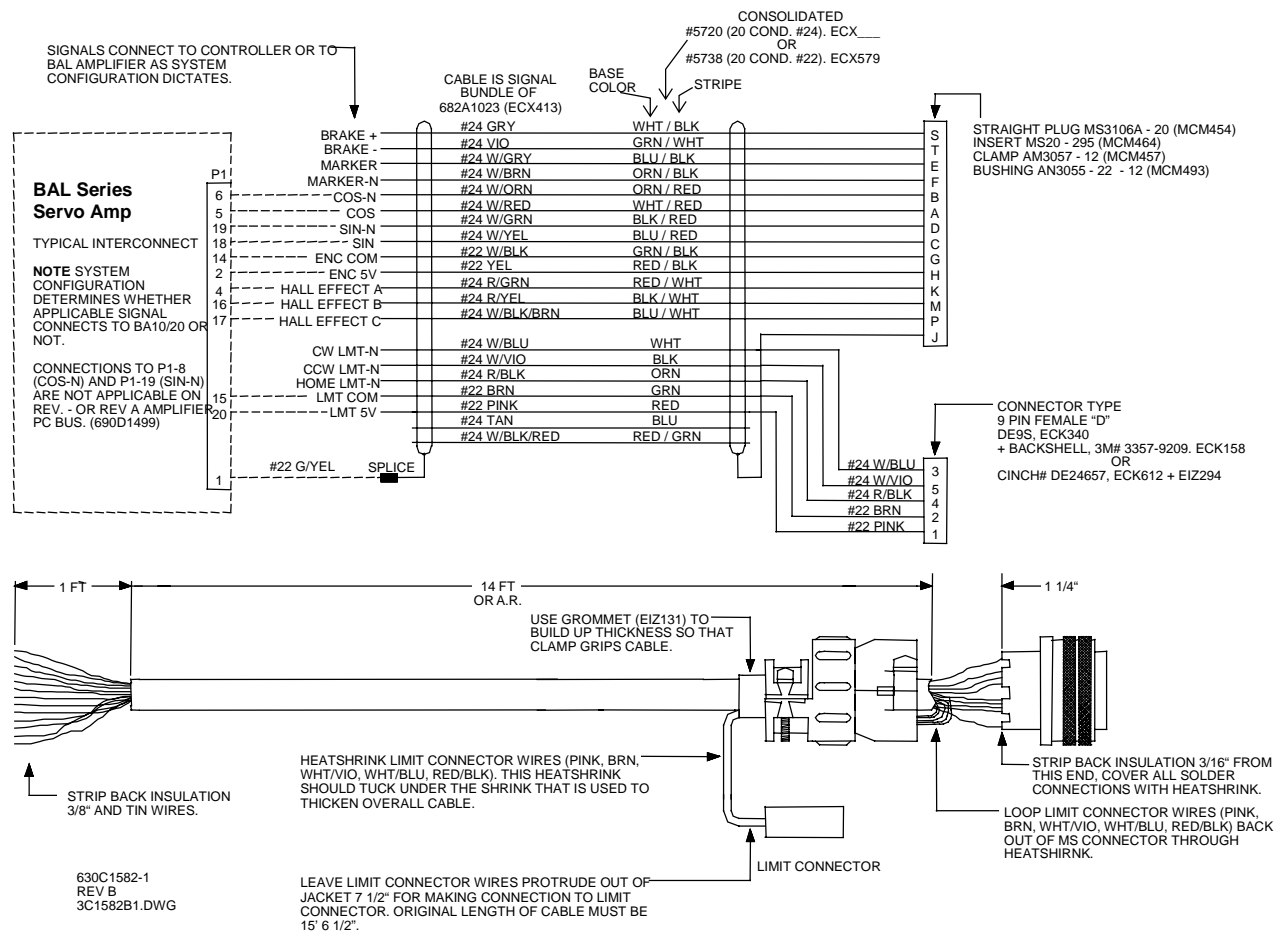 CONSOLIDATED
#5720 (20 COND. #24). ECX___
OR
#5738 (20 COND. #22). ECX579
SIGNALS CONNECT TO CONTROLLER OR TO
BAL AMPLIFIER AS SYSTEM
CONFIGURATION DICTATES.
CABLE IS SIGNAL
BUNDLE OF
682A1023 (ECX413)
BASE
COLOR
STRIPE
STRAIGHT PLUG MS3106A - 20 (MCM454)
INSERT MS20 - 295 (MCM464)
CLAMP AM3057 - 12 (MCM457)
BUSHING AN3055 - 22 - 12 (MCM493)
BAL Series
Servo Amp
TYPICAL INTERCONNECT
NOTE SYSTEM
CONFIGURATION
DETERMINES WHETHER
APPLICABLE SIGNAL
CONNECTS TO BA10/20 OR
NOT.
CONNECTIONS TO P1-8
(COS-N) AND P1-19 (SIN-N)
ARE NOT APPLICABLE ON
REV. - OR REV A AMPLIFIER
PC BUS. (690D1499)
P1
BRAKE + #24 GRY WHT / BLK S
BRAKE - #24 VIO GRN / WHT T
MARKER #24 W/GRY BLU / BLK E
MARKER-N #24 W/BRN ORN / BLK F
6 COS-N #24 W/ORN ORN / RED B
5 COS #24 W/RED WHT / RED A
19 SIN-N #24 W/GRN BLK / RED D
18 SIN #24 W/YEL BLU / RED C
14 ENC COM #22 W/BLK GRN / BLK G
2 ENC 5V #22 YEL RED / BLK H
4 HALL EFFECT A #24 R/GRN RED / WHT K
16 HALL EFFECT B #24 R/YEL BLK / WHT M
17 HALL EFFECT C #24 W/BLK/BRN BLU / WHT P
J
CW LMT-N #24 W/BLU WHT
CCW LMT-N #24 W/VIO BLK
HOME LMT-N #24 R/BLK ORN
15 LMT COM #22 BRN GRN
20 LMT 5V #22 PINK RED
#24 TAN BLU
#24 W/BLK/RED RED / GRN
1 #22 G/YEL SPLICE
#24 W/BLU 3
#24 W/VIO 5
#24 R/BLK 4
#22 BRN 2
#22 PINK 1
CONNECTOR TYPE
9 PIN FEMALE “D”
DE9S, ECK340
+ BACKSHELL, 3M# 3357-9209. ECK158
OR
CINCH# DE24657, ECK612 + EIZ294
1 FT
14 FT
OR A.R.
1 1/4“
USE GROMMET (EIZ131) TO
BUILD UP THICKNESS SO THAT
CLAMP GRIPS CABLE.
HEATSHRINK LIMIT CONNECTOR WIRES (PINK, BRN,
WHT/VIO, WHT/BLU, RED/BLK). THIS HEATSHRINK
SHOULD TUCK UNDER THE SHRINK THAT IS USED TO
THICKEN OVERALL CABLE.
STRIP BACK INSULATION
3/8“ AND TIN WIRES.
STRIP BACK INSULATION 3/16“ FROM
THIS END, COVER ALL SOLDER
CONNECTIONS WITH HEATSHRINK.
LOOP LIMIT CONNECTOR WIRES (PINK,
BRN, WHT/VIO, WHT/BLU, RED/BLK) BACK
OUT OF MS CONNECTOR THROUGH
HEATSHIRNK.
LIMIT CONNECTOR
LEAVE LIMIT CONNECTOR WIRES PROTRUDE OUT OF
JACKET 7 1/2“ FOR MAKING CONNECTION TO LIMIT
CONNECTOR. ORIGINAL LENGTH OF CABLE MUST BE
15’ 6 1/2”.
630C1582-1
REV B
3C1582B1.DWG